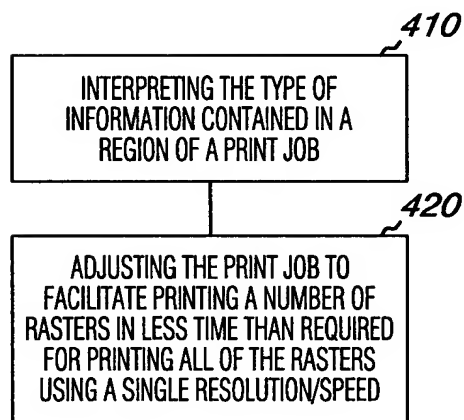 410
INTERPRETING THE TYPE OF
INFORMATION CONTAINED IN A
REGION OF A PRINT JOB
420
ADJUSTING THE PRINT JOB TO
FACILITATE PRINTING A NUMBER OF
RASTERS IN LESS TIME THAN REQUIRED
FOR PRINTING ALL OF THE RASTERS
USING A SINGLE RESOLUTION/SPEED